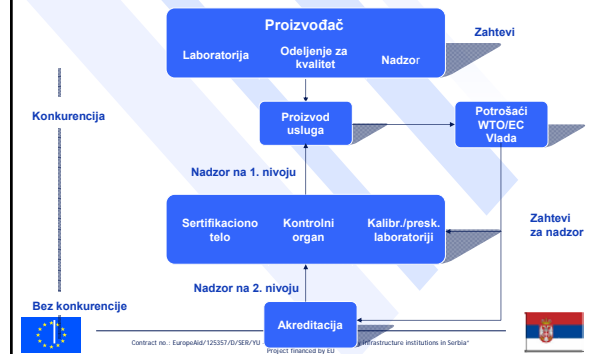 Proizvođač
Zahtevi
Laboratorija
Odeljenje za
kvalitet
Nadzor
Konkurencija
Proizvod
usluga
Potrošači
WTO/EC
Vlada
Nadzor na 1. nivoju
Sertifikaciono
telo
Kontrolni
organ
Kalibr./presk.
laboratoriji
Zahtevi
za nadzor
Nadzor na 2. nivoju
Bez konkurencije
Akreditacija
Contract no.: EuropeAid/125357/D/SER/YU - Infrastructure institutions in Serbia"
Project financed by EU